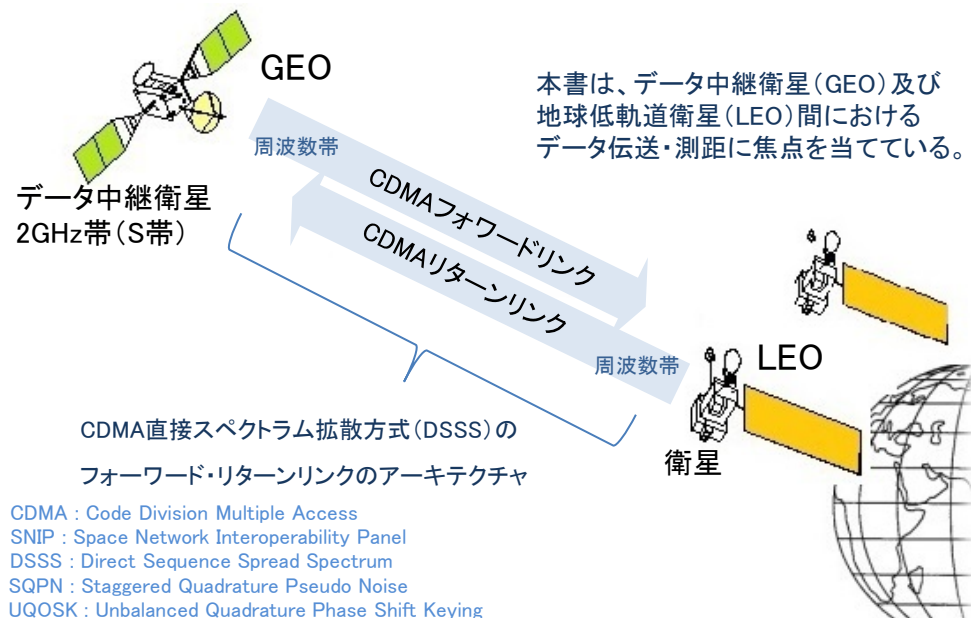 GEO
本書は、データ中継衛星(GEO)及び
地球低軌道衛星(LEO)間における
データ伝送・測距に焦点を当てている。
周波数帯
データ中継衛星
2GHz帯(S帯)
CDMAフォワードリンク
CDMAリターンリンク
周波数帯
LEO
衛星
CDMA直接スペクトラム拡散方式(DSSS)の
フォーワード・リターンリンクのアーキテクチャ
CDMA : Code Division Multiple Access
SNIP : Space Network Interoperability Panel
DSSS : Direct Sequence Spread Spectrum
SQPN : Staggered Quadrature Pseudo Noise
UQOSK : Unbalanced Quadrature Phase Shift Keying